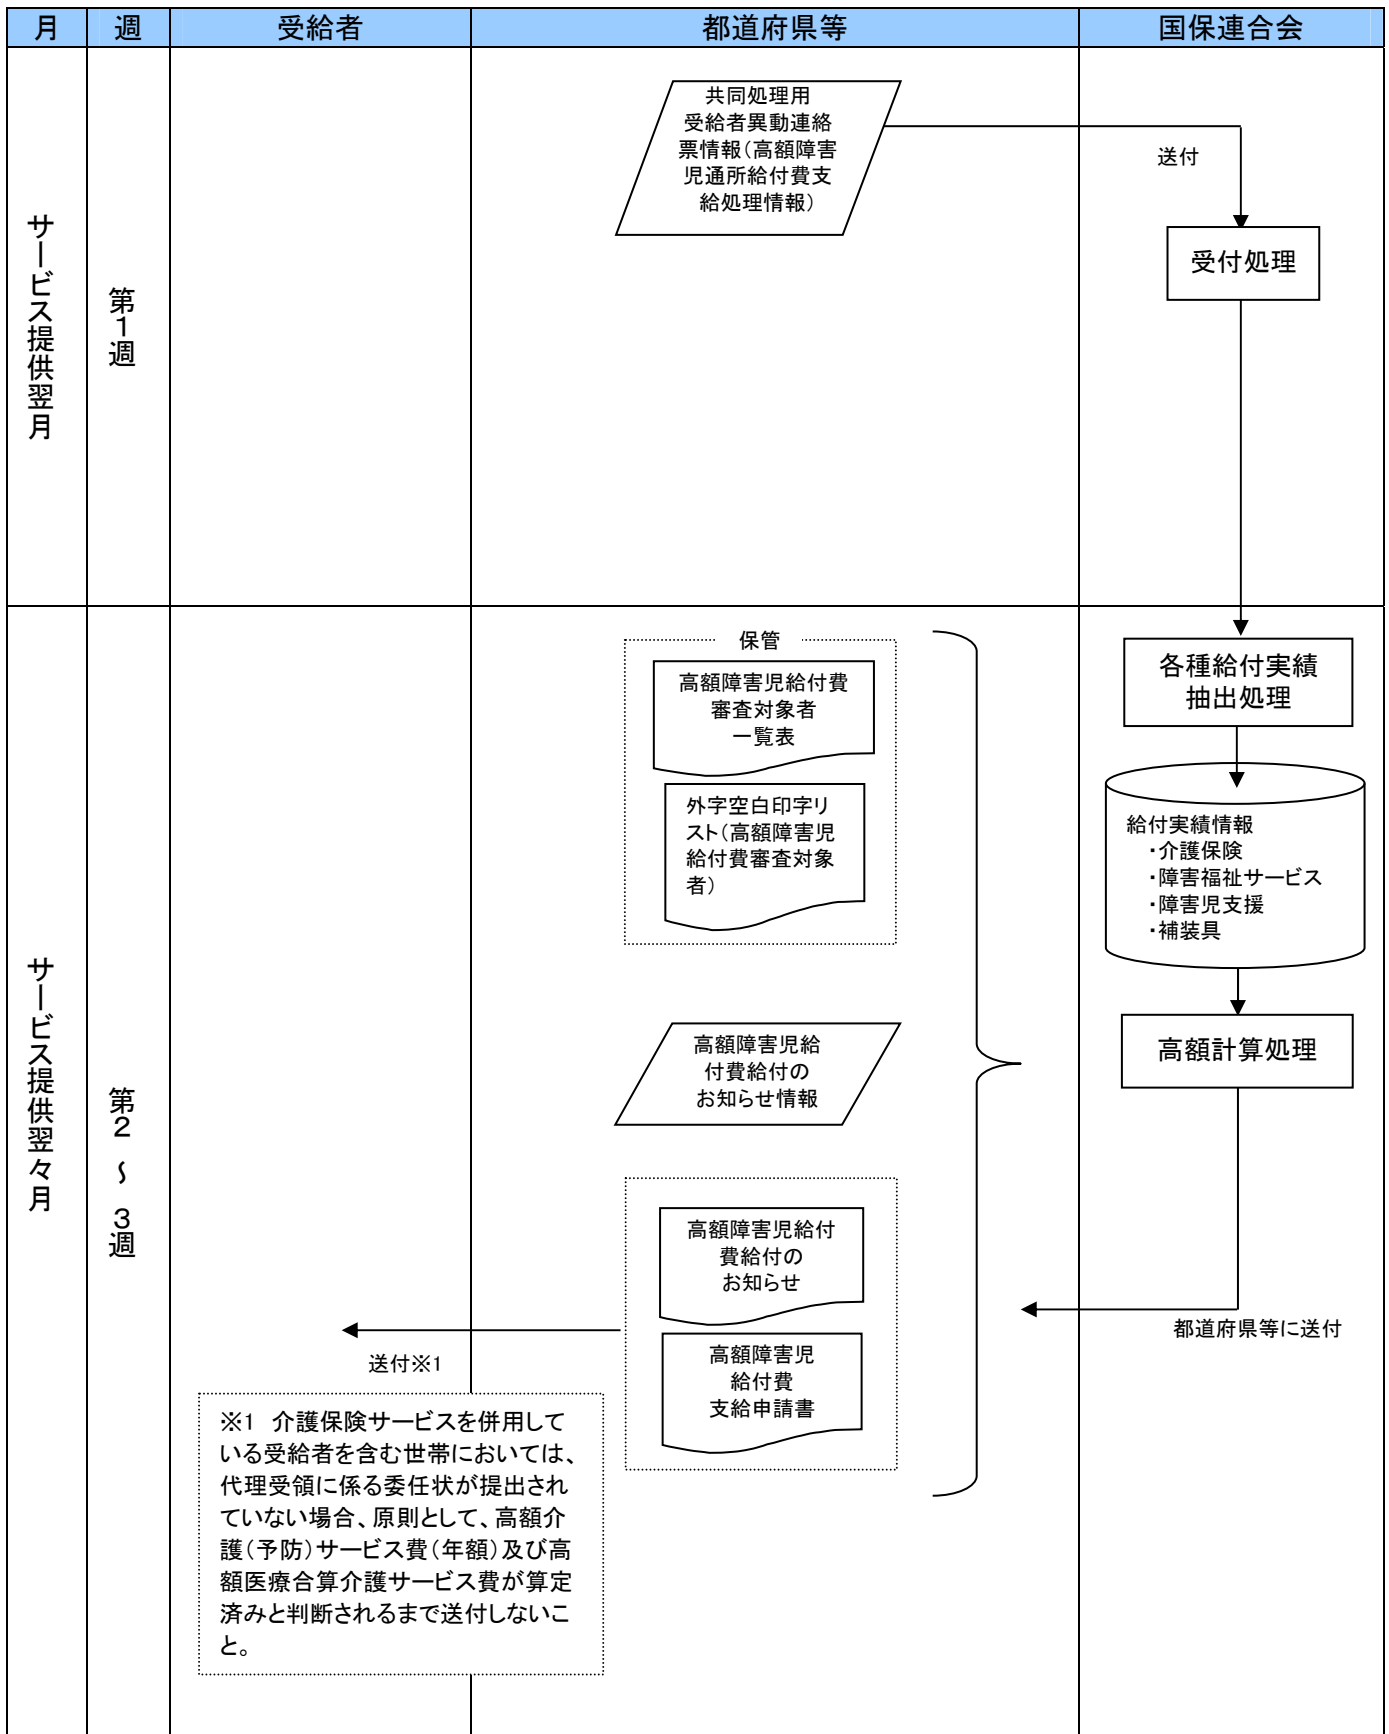 月 週 受給者 都道府県等 国保連合会
サービス提供翌月
第1週
共同処理用
受給者異動連絡
票情報（高額障害
児通所給付費支
給処理情報）
送付
受付処理
サービス提供翌々月
第2～3週
保管
高額障害児給付費
審査対象者
一覧表
外字空白印字リ
スト（高額障害児
給付費審査対象
者）
高額障害児給
付費給付の
お知らせ情報
高額障害児給付
費給付の
お知らせ
高額障害児
給付費
支給申請書
各種給付実績
抽出処理
給付実績情報
・介護保険
・障害福祉サービス
・障害児支援
・補装具
高額計算処理
都道府県等に送付
送付※1
※1　介護保険サービスを併用して
いる受給者を含む世帯においては、
代理受領に係る委任状が提出され
ていない場合、原則として、高額介
護（予防）サービス費（年額）及び高
額医療合算介護サービス費が算定
済みと判断されるまで送付しないこ
と。